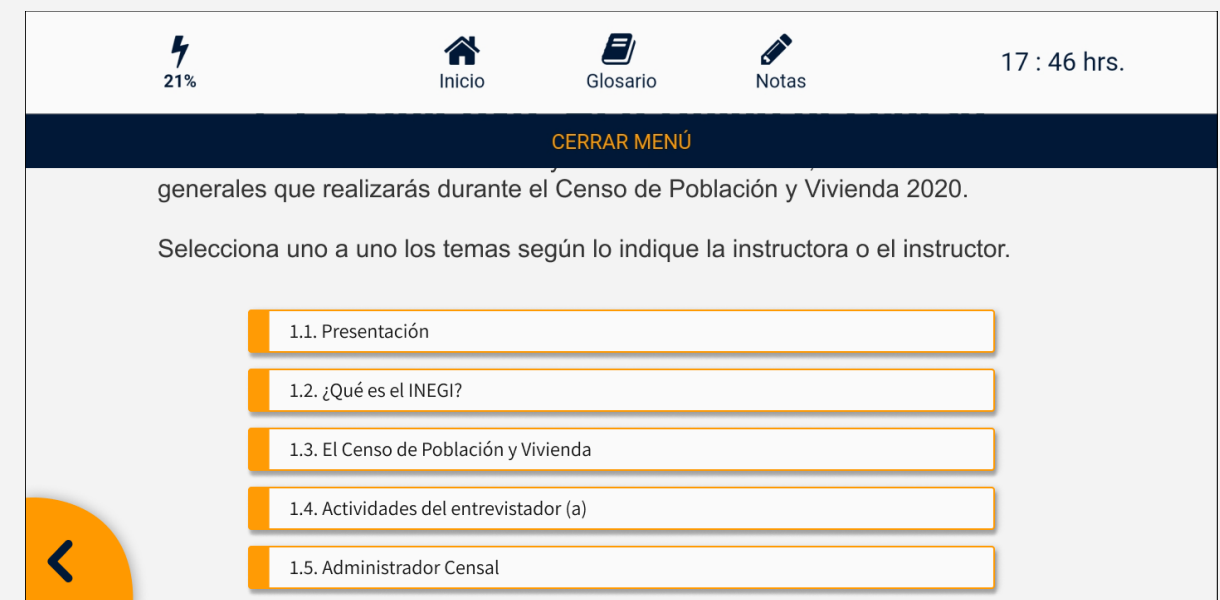 21%
Inicio
Glosario
Notas
17 : 46 hrs.
CERRAR MENÚ
generales que realizarás durante el Censo de Población y Vivienda 2020.
Selecciona uno a uno los temas según lo indique la instructora o el instructor.
1.1. Presentación
1.2. ¿Qué es el INEGI?
1.3. El Censo de Población y Vivienda
1.4. Actividades del entrevistador (a)
1.5. Administrador Censal